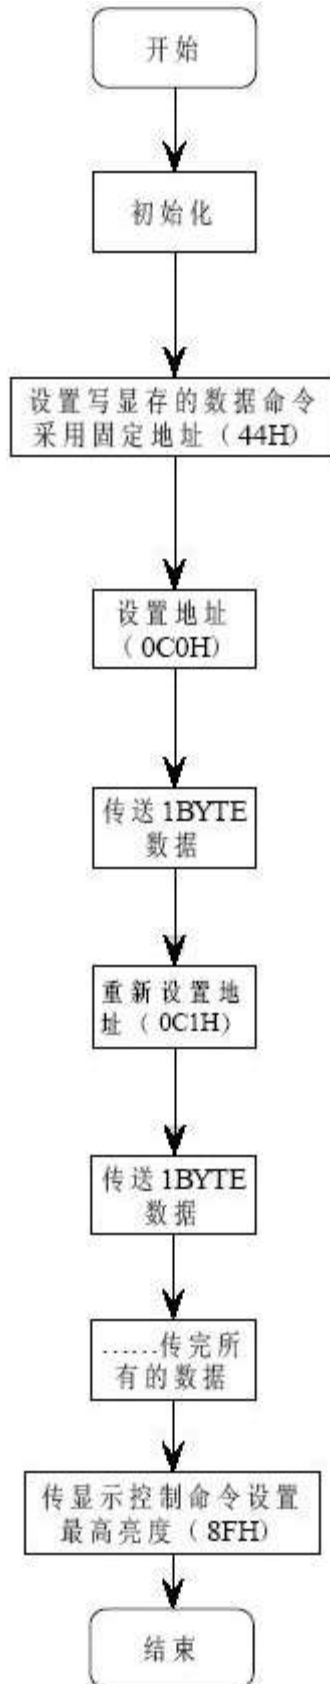 开始
初始化
设置写显存的数据命令
采用固定地址（44H）
设置地址
（0C0H）
传送1BYTE
数据
重新设置地
址（0C1H）
传送1BYTE
数据
……传完所
有的数据
传显示控制命令设置
最高亮度（8FH）
结束